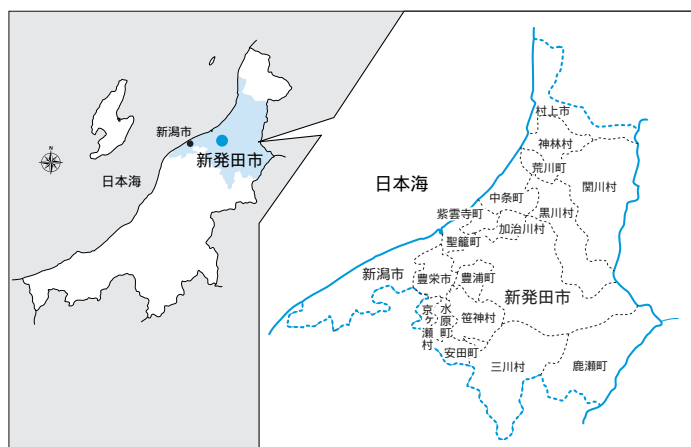 N
新潟市
新発田市
日本海
村上市
神林村
荒川町
関川村
日本海
中条町
紫雲寺町
黒川村
加治川村
聖籠町
新潟市
豊栄市
豊浦町
新発田市
京ヶ瀬村
水原町
笹神村
安田町
三川村
鹿瀬町